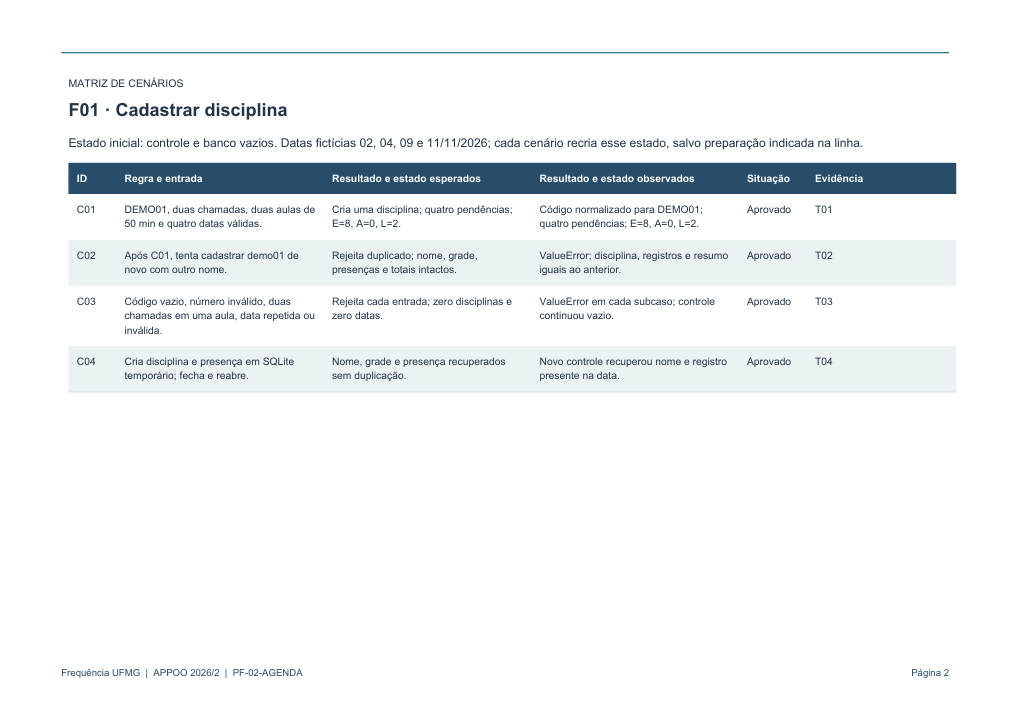 MATRIZ DE CENÁRIOS
F01 · Cadastrar disciplina
Estado inicial: controle e banco vazios. Datas fictícias 02, 04, 09 e 11/11/2026; cada cenário recria esse estado, salvo preparação indicada na linha.
ID Regra e entrada Resultado e estado esperados Resultado e estado observados Situação Evidência
C01 DEMO01, duas chamadas, duas aulas de Cria uma disciplina; quatro pendências; Código normalizado para DEMO01; Aprovado T01
50 min e quatro datas válidas. E=8, A=0, L=2. quatro pendências; E=8, A=0, L=2.
C02 Após C01, tenta cadastrar demo01 de Rejeita duplicado; nome, grade, ValueError; disciplina, registros e resumo Aprovado T02
novo com outro nome. presenças e totais intactos. iguais ao anterior.
C03 Código vazio, número inválido, duas Rejeita cada entrada; zero disciplinas e ValueError em cada subcaso; controle Aprovado T03
chamadas em uma aula, data repetida ou zero datas. continuou vazio.
inválida.
C04 Cria disciplina e presença em SQLite Nome, grade e presença recuperados Novo controle recuperou nome e registro Aprovado T04
temporário; fecha e reabre. sem duplicação. presente na data.
Frequência UFMG | APPOO 2026/2 | PF-02-AGENDA Página 2